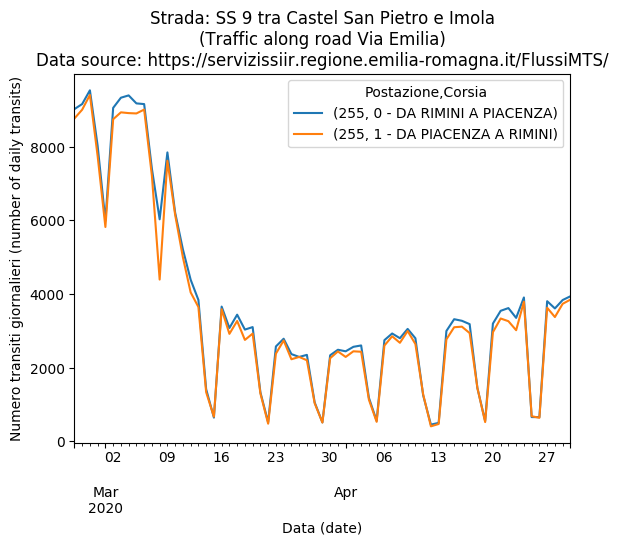 Strada: SS 9 tra Castel San Pietro e Imola
(Traffic along road Via Emilia)
Data source: https://servizissiir.regione.emilia-romagna.it/FlussiMTS/
Postazione,Corsia
(255, 0 - DA RIMINI A PIACENZA)
(255, 1 - DA PIACENZA A RIMINI)
Numero transiti giornalieri (number of daily transits)
8000
6000
4000
2000
0
02 09 16 23 30 06 13 20 27
Mar Apr
2020
Data (date)